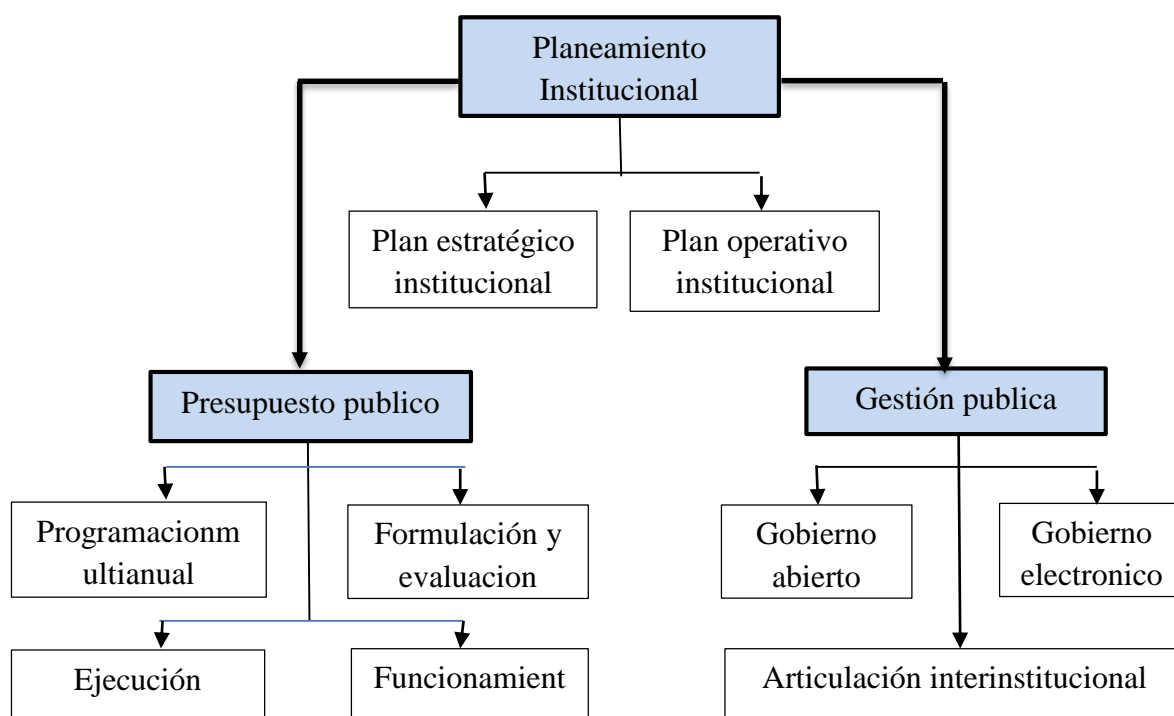 Planeamiento
Institucional
Plan estratégico
institucional
Plan operativo
institucional
Presupuesto publico
Gestión publica
Programacionm
ultianual
Formulación y
evaluacion
Gobierno
abierto
Gobierno
electronico
Ejecución
Funcionamient
Articulación interinstitucional